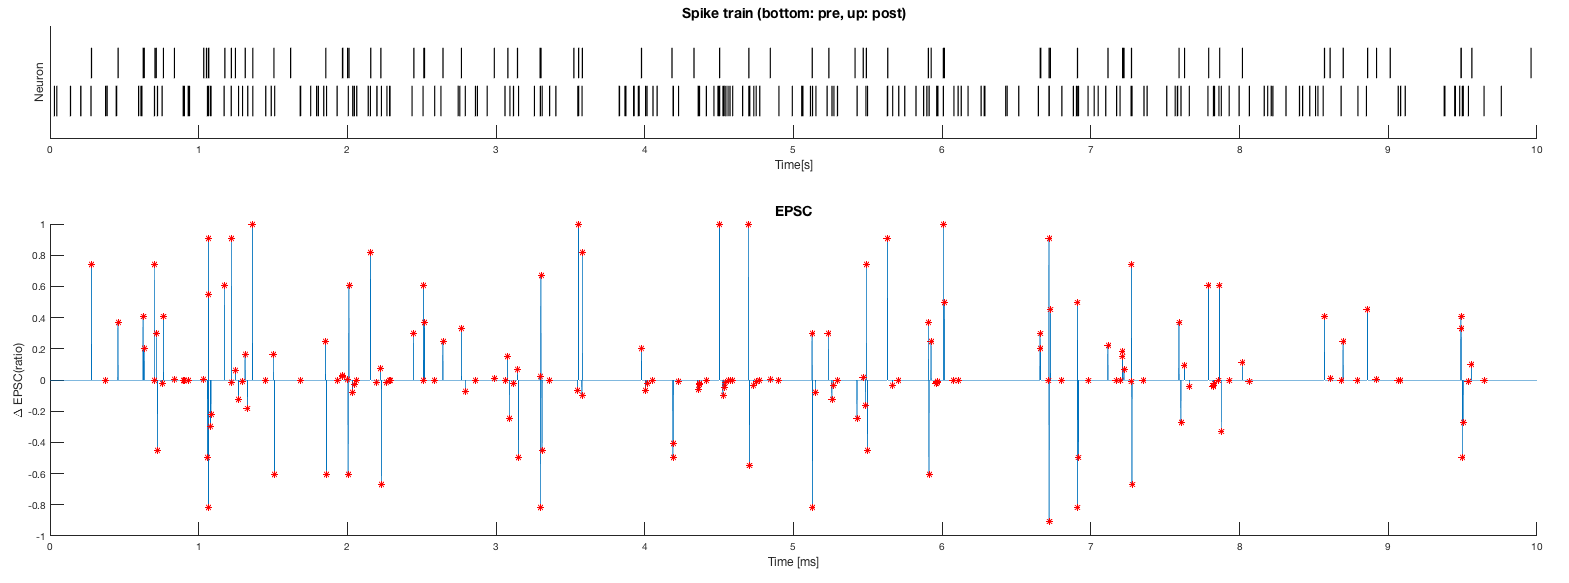 Spike train (bottom: pre, up: post)
Neuron
0 1 2 3 4 5 6 7 8 9 10
Time[s]
EPSC
Δ EPSC(ratio)
1
0.8
0.6
0.4
0.2
0
-0.2
-0.4
-0.6
-0.8
-1
0 1 2 3 4 5 6 7 8 9 10
Time [ms]